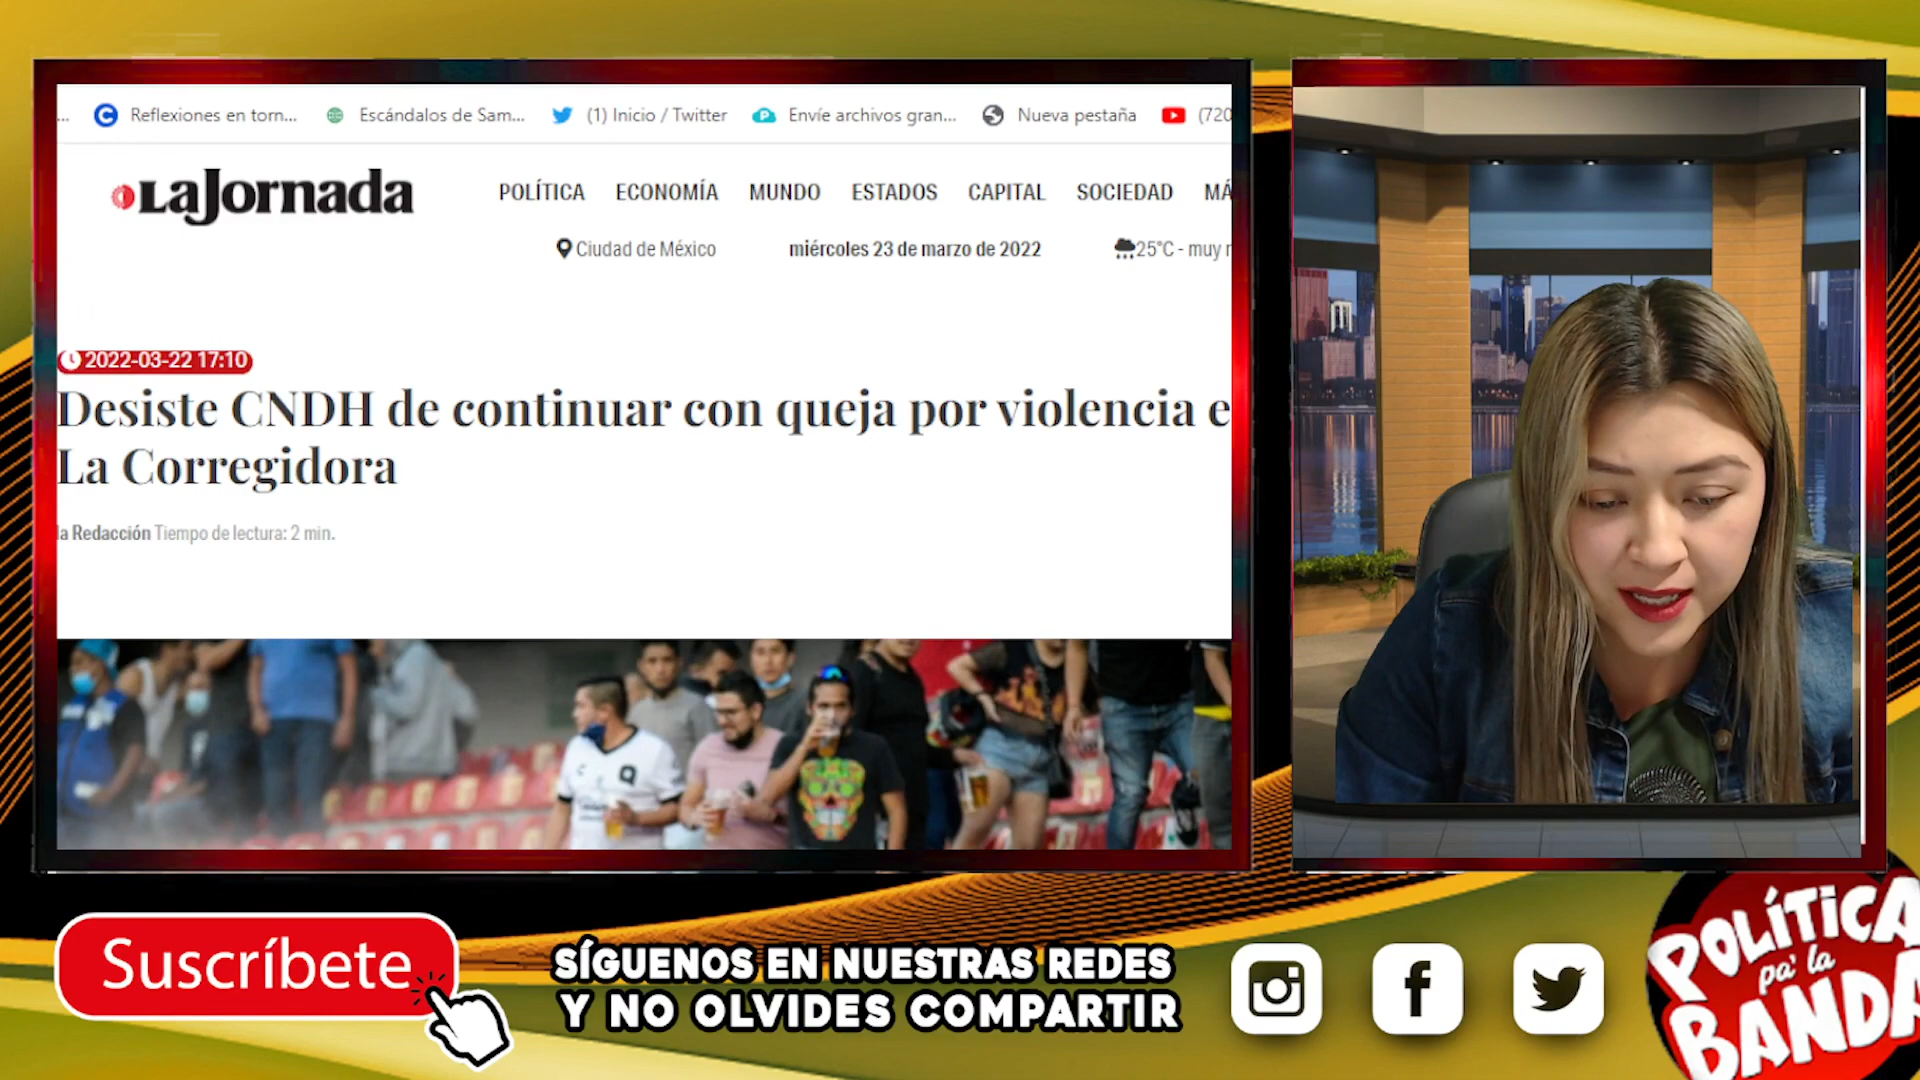 ... Reflexiones en torn... Escándalos de Sam... (1) Inicio / Twitter Envíe archivos gran... Nueva pestaña (720
LaJornada
POLÍTICA ECONOMÍA MUNDO ESTADOS CAPITAL SOCIEDAD MÁ
Ciudad de México miércoles 23 de marzo de 2022 25°C - muy
2022-03-22 17:10
Desiste CNDH de continuar con queja por violencia e
La Corregidora
la Redacción Tiempo de lectura: 2 min.
Suscríbete
SÍGUENOS EN NUESTRAS REDES
Y NO OLVIDES COMPARTIR
POLÍTICA
pa' la
BANDA